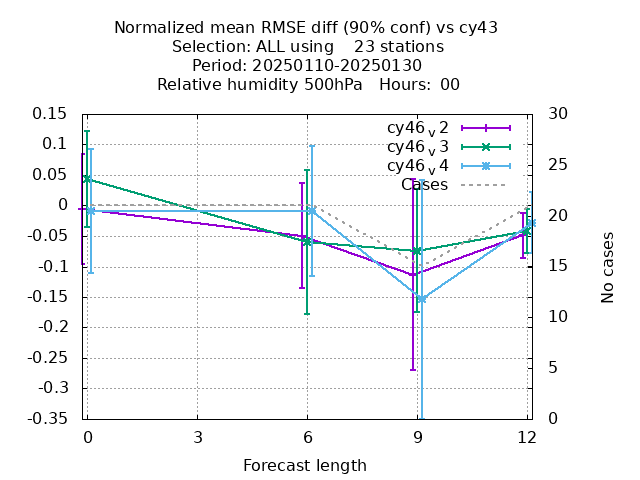 Normalized mean RMSE diff (90% conf) vs cy43
Selection: ALL using 23 stations
Period: 20250110-20250130
Relative humidity 500hPa Hours: 00
0.15
0.1
0.05
0
-0.05
-0.1
-0.15
-0.2
-0.25
-0.3
-0.35
cy46v2
cy46v3
cy46v4
Cases
30
25
20
15
10
5
0
No cases
0 3 6 9 12
Forecast length